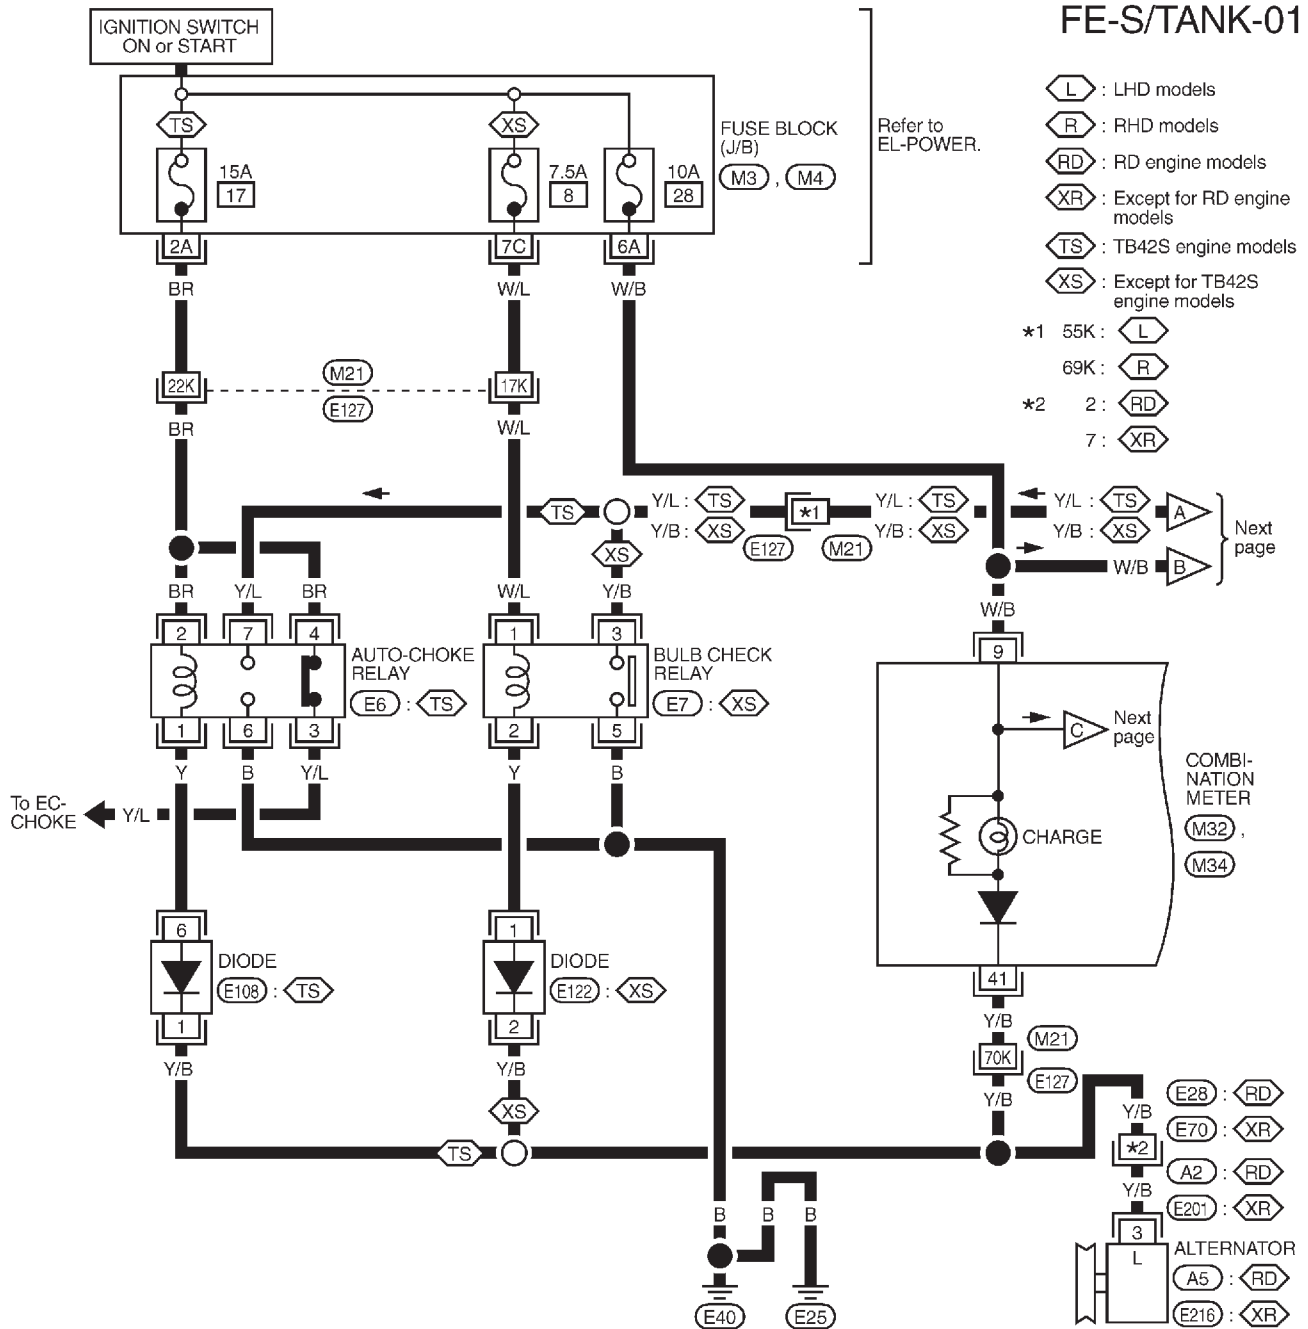 FE-S/TANK-01
IGNITION SWITCH
ON or START
TS
XS
15A
17
7.5A
8
10A
28
FUSE BLOCK
(J/B)
M3 , M4
Refer to
EL-POWER.
L : LHD models
R : RHD models
RD : RD engine models
XR : Except for RD engine
models
TS : TB42S engine models
XS : Except for TB42S
engine models
*1 55K : L
69K : R
*2 2 : RD
7 : XR
2A
7C
6A
BR
W/L
W/B
22K
M21
E127
17K
BR
W/L
TS
Y/L : TS
Y/B : XS
*1
E127
M21
Y/L : TS
Y/B : XS
Y/L : TS
Y/B : XS
A
W/B
B
Next
page
XS
BR
Y/L
BR
W/L
Y/B
W/B
2
7
4
1
3
9
AUTO-CHOKE
RELAY
E6 : TS
BULB CHECK
RELAY
E7 : XS
1
6
3
2
5
C
Next
page
Y
B
Y/L
Y
B
COMBI-
NATION
METER
M32 ,
M34
To EC-
CHOKE
Y/L
CHARGE
6
1
DIODE
E108 : TS
DIODE
E122 : XS
1
2
41
Y/B
Y/B
Y/B
M21
70K
E127
Y/B
XS
TS
Y/B
E28 : RD
E70 : XR
*2
A2 : RD
Y/B
E201 : XR
3
L
ALTERNATOR
A5 : RD
E216 : XR
B
B
B
E40
E25